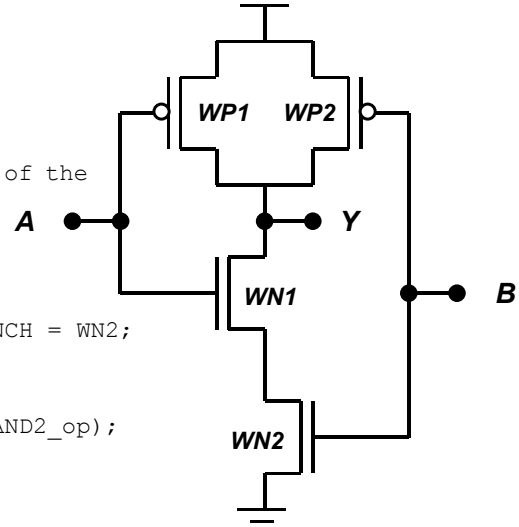 WP1 WP2
of the
A Y
WN1
B
NCH = WN2;
AND2_op);
WN2